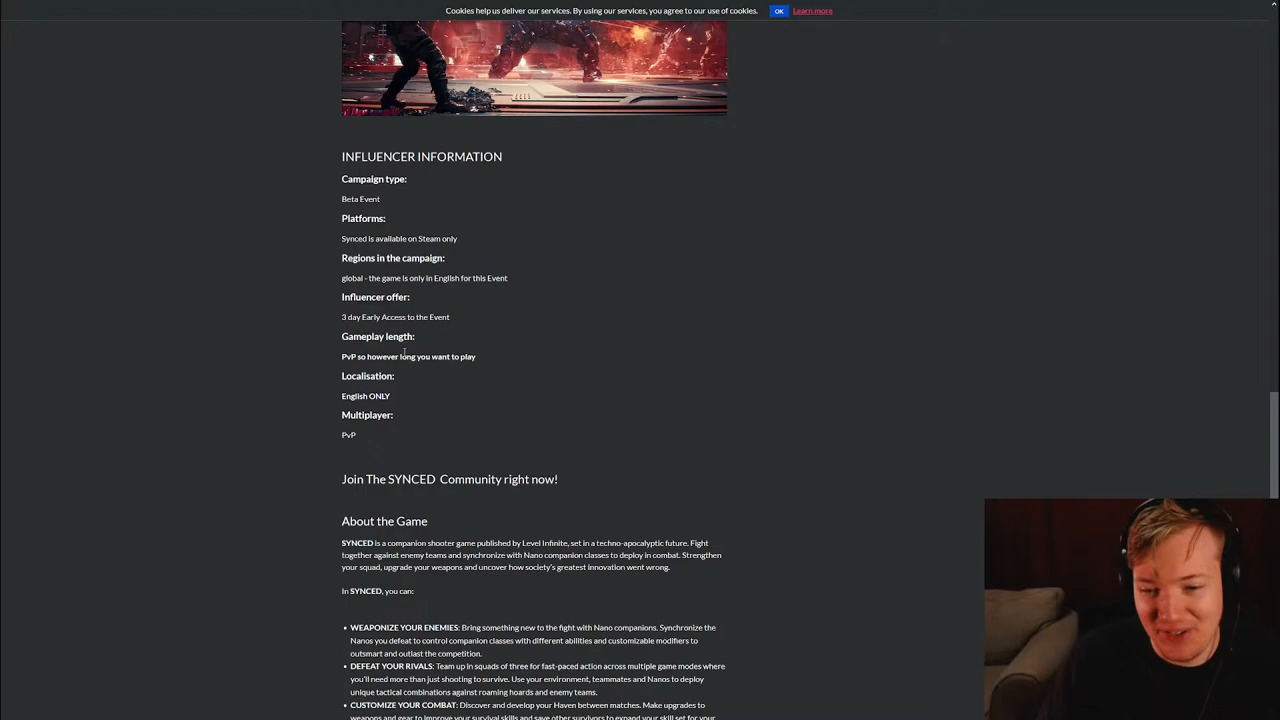 Cookies help us deliver our services. By using our services, you agree to our use of cookies. OK Learn more
INFLUENCER INFORMATION
Campaign type:
Beta Event
Platforms:
Synced is available on Steam only
Regions in the campaign:
global - the game is only in English for this Event
Influencer offer:
3 day Early Access to the Event
Gameplay length:
PvP so however long you want to play
Localisation:
English ONLY
Multiplayer:
PvP
Join The SYNCED Community right now!
About the Game
SYNCED is a companion shooter game published by Level Infinite, set in a techno-apocalyptic future. Fight
together against enemy teams and synchronize with Nano companion classes to deploy in combat. Strengthen
your squad, upgrade your weapons and uncover how society's greatest innovation went wrong.
In SYNCED, you can:
• WEAPONIZE YOUR ENEMIES: Bring something new to the fight with Nano companions. Synchronize the
Nanos you defeat to control companion classes with different abilities and customizable modifiers to
outsmart and outlast the competition.
• DEFEAT YOUR RIVALS: Team up in squads of three for fast-paced action across multiple game modes where
you'll need more than just shooting to survive. Use your environment, teammates and Nanos to deploy
unique tactical combinations against roaming hoards and enemy teams.
• CUSTOMIZE YOUR COMBAT: Discover and develop your Haven between matches. Make upgrades to
weapons and gear to improve your survival skills and save other survivors to expand your skill set for your